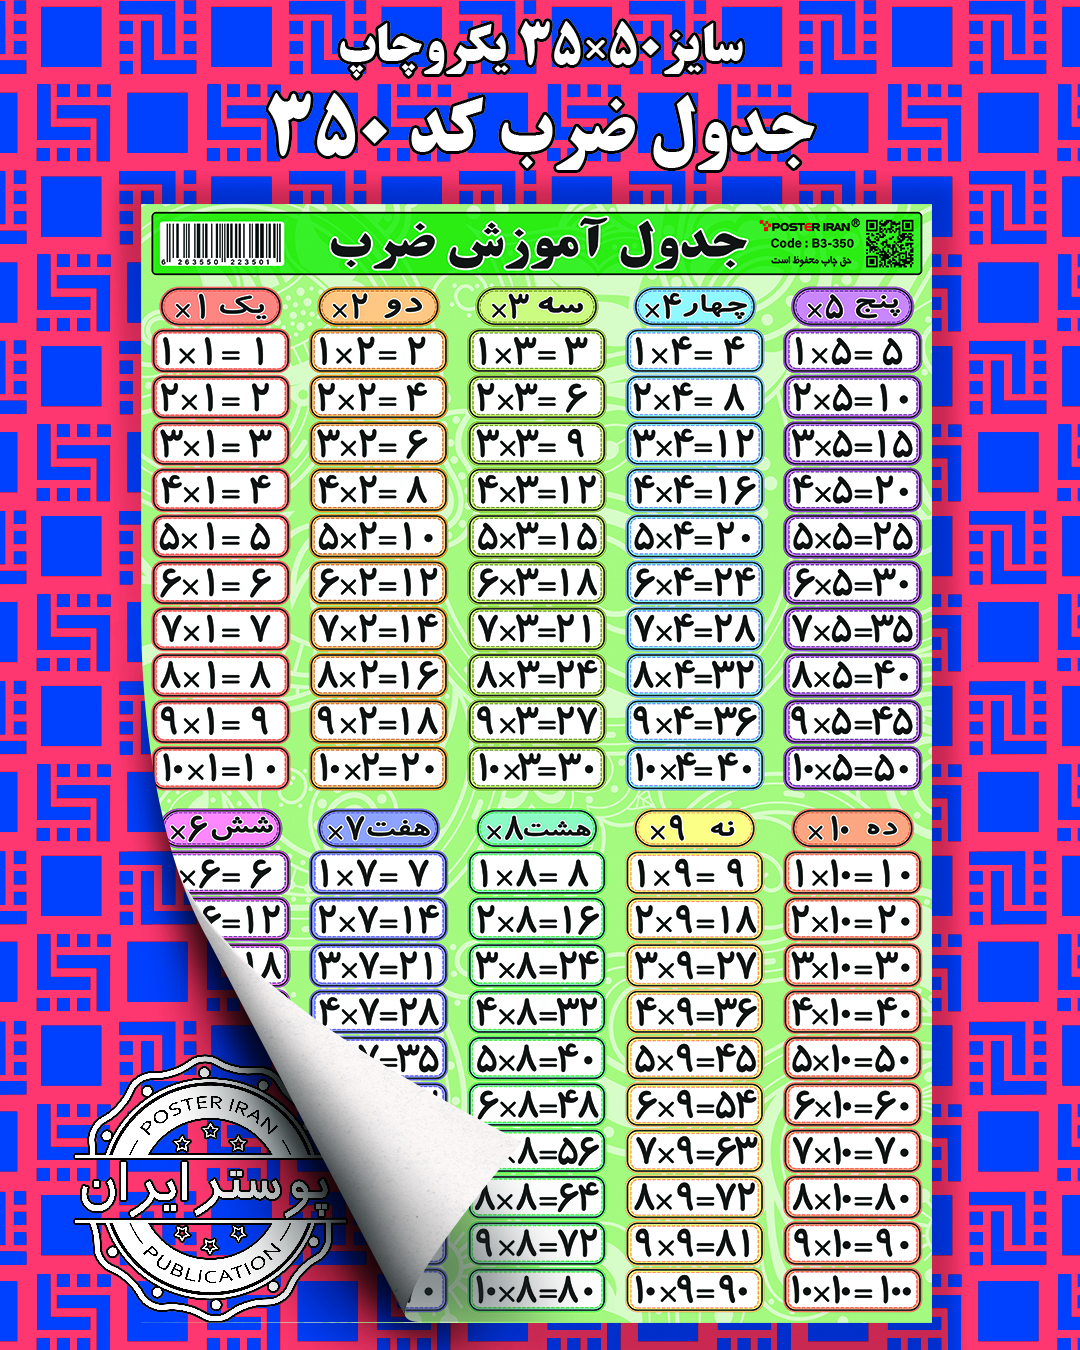 سایز ۵۰×۳۵ یکروچاپ
جدول ضرب کد ۳۵۰
جدول آموزش ضرب
POSTER IRAN®
Code : B3-350
حق چاپ محفوظ است
6 263550 223501
یک ۱× دو ۲× سه ۳× چهار ۴× پنج ۵×
۱×۱= ۱ ۱×۲= ۲ ۱×۳= ۳ ۱×۴= ۴ ۱×۵= ۵
۲×۱= ۲ ۲×۲= ۴ ۲×۳= ۶ ۲×۴= ۸ ۲×۵=۱۰
۳×۱= ۳ ۳×۲= ۶ ۳×۳= ۹ ۳×۴=۱۲ ۳×۵=۱۵
۴×۱= ۴ ۴×۲= ۸ ۴×۳=۱۲ ۴×۴=۱۶ ۴×۵=۲۰
۵×۱= ۵ ۵×۲=۱۰ ۵×۳=۱۵ ۵×۴=۲۰ ۵×۵=۲۵
۶×۱= ۶ ۶×۲=۱۲ ۶×۳=۱۸ ۶×۴=۲۴ ۶×۵=۳۰
۷×۱= ۷ ۷×۲=۱۴ ۷×۳=۲۱ ۷×۴=۲۸ ۷×۵=۳۵
۸×۱= ۸ ۸×۲=۱۶ ۸×۳=۲۴ ۸×۴=۳۲ ۸×۵=۴۰
۹×۱= ۹ ۹×۲=۱۸ ۹×۳=۲۷ ۹×۴=۳۶ ۹×۵=۴۵
۱۰×۱=۱۰ ۱۰×۲=۲۰ ۱۰×۳=۳۰ ۱۰×۴=۴۰ ۱۰×۵=۵۰
شش ۶× هفت ۷× هشت ۸× نه ۹× ده ۱۰×
×۶= ۶ ۱×۷= ۷ ۱×۸= ۸ ۱×۹= ۹ ۱×۱۰=۱۰
۶=۱۲ ۲×۷=۱۴ ۲×۸=۱۶ ۲×۹=۱۸ ۲×۱۰=۲۰
۱۸ ۳×۷=۲۱ ۳×۸=۲۴ ۳×۹=۲۷ ۳×۱۰=۳۰
۴×۷=۲۸ ۴×۸=۳۲ ۴×۹=۳۶ ۴×۱۰=۴۰
۷=۳۵ ۵×۸=۴۰ ۵×۹=۴۵ ۵×۱۰=۵۰
۶×۸=۴۸ ۶×۹=۵۴ ۶×۱۰=۶۰
×۸=۵۶ ۷×۹=۶۳ ۷×۱۰=۷۰
۸×۸=۶۴ ۸×۹=۷۲ ۸×۱۰=۸۰
۹×۸=۷۲ ۹×۹=۸۱ ۹×۱۰=۹۰
۰ ۱۰×۸=۸۰ ۱۰×۹=۹۰ ۱۰×۱۰=۱۰۰
POSTER IRAN
پوستر ایران
PUBLICATION